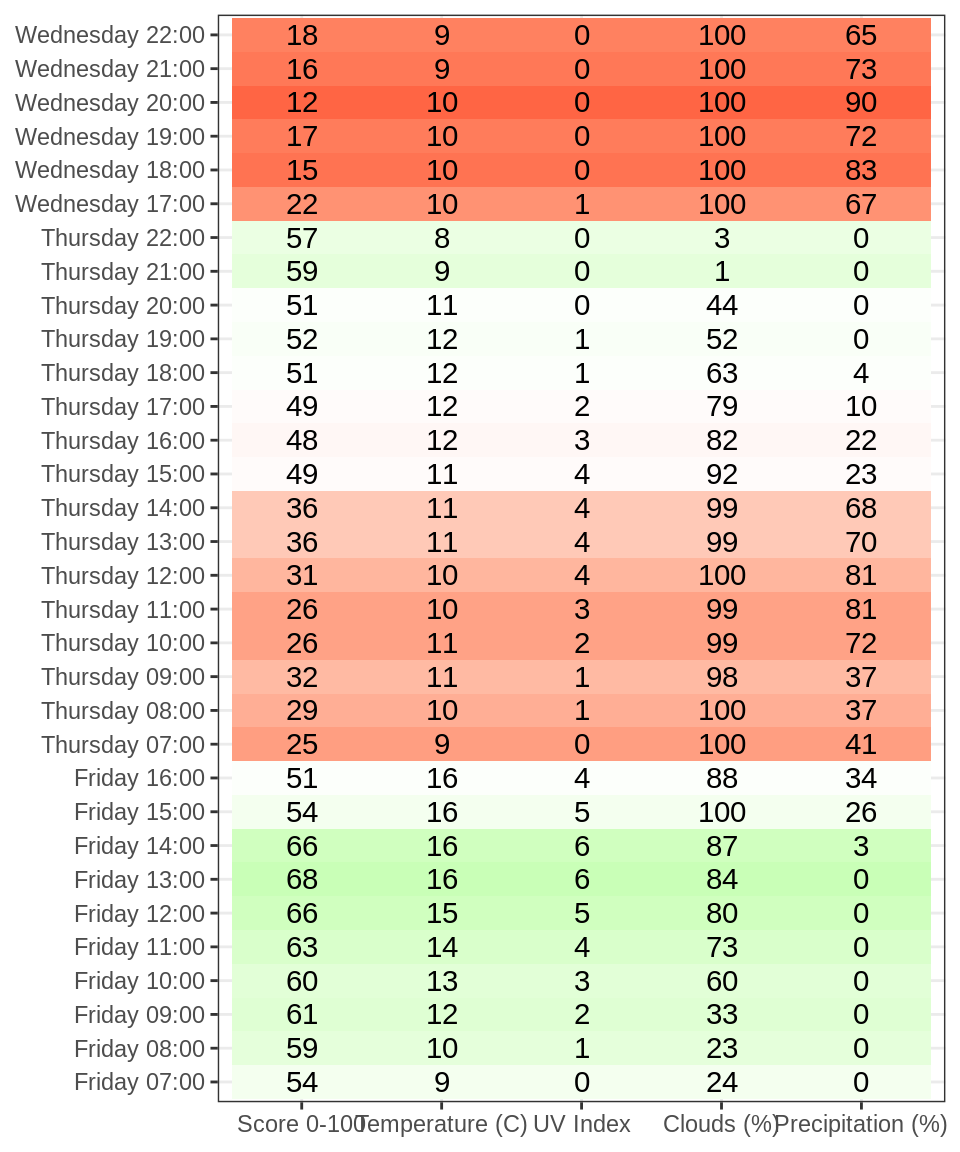 Wednesday 22:00 18 9 0 100 65
Wednesday 21:00 16 9 0 100 73
Wednesday 20:00 12 10 0 100 90
Wednesday 19:00 17 10 0 100 72
Wednesday 18:00 15 10 0 100 83
Wednesday 17:00 22 10 1 100 67
Thursday 22:00 57 8 0 3 0
Thursday 21:00 59 9 0 1 0
Thursday 20:00 51 11 0 44 0
Thursday 19:00 52 12 1 52 0
Thursday 18:00 51 12 1 63 4
Thursday 17:00 49 12 2 79 10
Thursday 16:00 48 12 3 82 22
Thursday 15:00 49 11 4 92 23
Thursday 14:00 36 11 4 99 68
Thursday 13:00 36 11 4 99 70
Thursday 12:00 31 10 4 100 81
Thursday 11:00 26 10 3 99 81
Thursday 10:00 26 11 2 99 72
Thursday 09:00 32 11 1 98 37
Thursday 08:00 29 10 1 100 37
Thursday 07:00 25 9 0 100 41
Friday 16:00 51 16 4 88 34
Friday 15:00 54 16 5 100 26
Friday 14:00 66 16 6 87 3
Friday 13:00 68 16 6 84 0
Friday 12:00 66 15 5 80 0
Friday 11:00 63 14 4 73 0
Friday 10:00 60 13 3 60 0
Friday 09:00 61 12 2 33 0
Friday 08:00 59 10 1 23 0
Friday 07:00 54 9 0 24 0
Score 0-100 Temperature (C) UV Index Clouds (%) Precipitation (%)